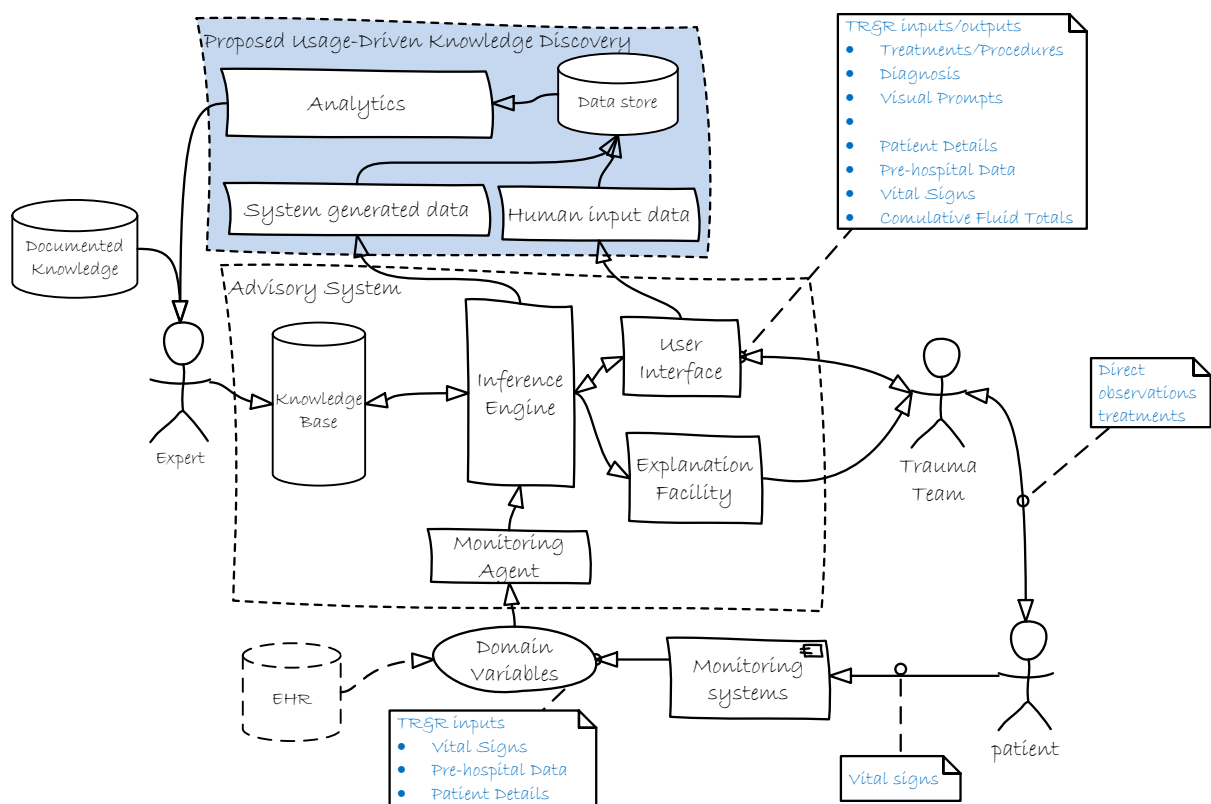 Proposed Usage-Driven Knowledge Discovery
Analytics
Data store
System generated data
Human input data
TR&R inputs/outputs
• Treatments/Procedures
• Diagnosis
• Visual Prompts
•
• Patient Details
• Pre-hospital Data
• Vital Signs
• Comulative Fluid Totals
Documented
Knowledge
Advisory System
Expert
Knowledge
Base
Inference
Engine
User
Interface
Explanation
Facility
Monitoring
Agent
Trauma
Team
Direct
observations
treatments
EHR
Domain
Variables
Monitoring
systems
patient
TR&R inputs
• Vital Signs
• Pre-hospital Data
• Patient Details
Vital signs